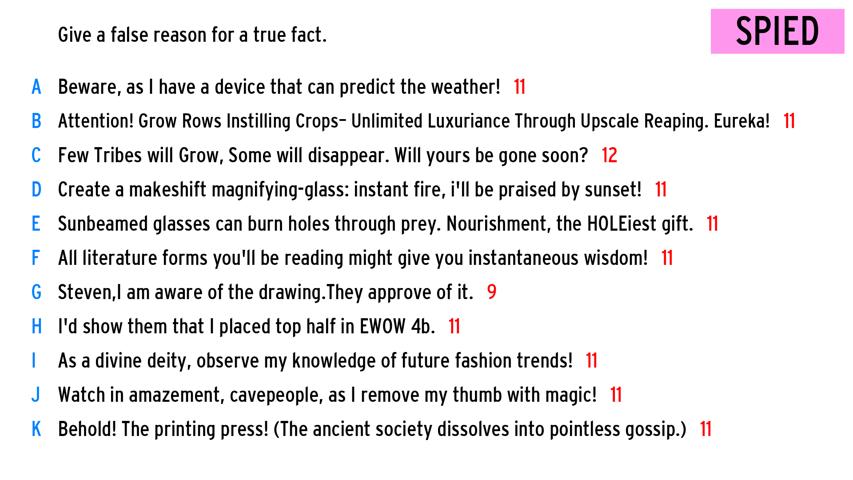 Give a false reason for a true fact.
SPIED
A Beware, as I have a device that can predict the weather! 11
B Attention! Grow Rows Instilling Crops– Unlimited Luxuriance Through Upscale Reaping. Eureka! 11
C Few Tribes will Grow, Some will disappear. Will yours be gone soon? 12
D Create a makeshift magnifying-glass: instant fire, i'll be praised by sunset! 11
E Sunbeamed glasses can burn holes through prey. Nourishment, the HOLEiest gift. 11
F All literature forms you'll be reading might give you instantaneous wisdom! 11
G Steven,I am aware of the drawing.They approve of it. 9
H I'd show them that I placed top half in EWOW 4b. 11
I As a divine deity, observe my knowledge of future fashion trends! 11
J Watch in amazement, cavepeople, as I remove my thumb with magic! 11
K Behold! The printing press! (The ancient society dissolves into pointless gossip.) 11